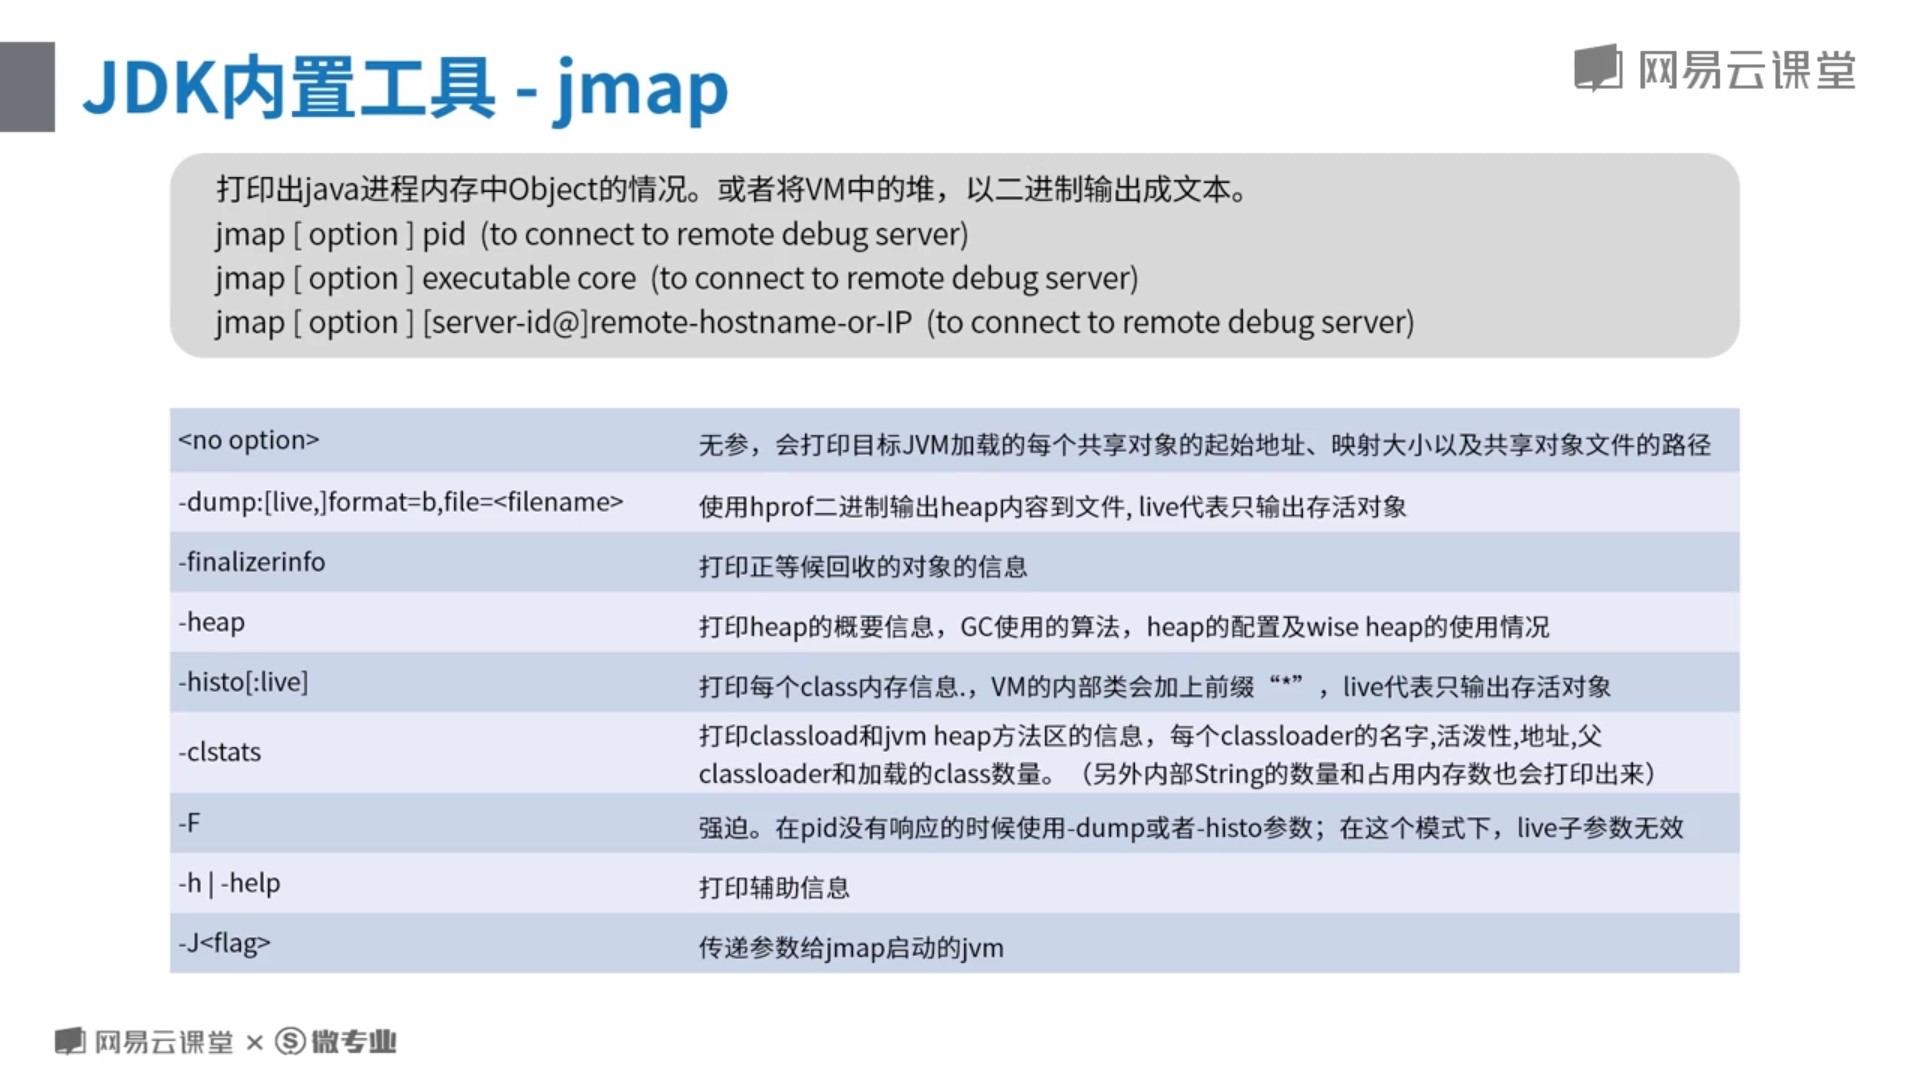 JDK内置工具 - jmap
网易云课堂
打印出java进程内存中Object的情况。或者将VM中的堆，以二进制输出成文本。
jmap [ option ] pid  (to connect to remote debug server)
jmap [ option ] executable core  (to connect to remote debug server)
jmap [ option ] [server-id@]remote-hostname-or-IP  (to connect to remote debug server)
<no option>
无参，会打印目标JVM加载的每个共享对象的起始地址、映射大小以及共享对象文件的路径
-dump:[live,]format=b,file=<filename>
使用hprof二进制输出heap内容到文件, live代表只输出存活对象
-finalizerinfo
打印正等候回收的对象的信息
-heap
打印heap的概要信息，GC使用的算法，heap的配置及wise heap的使用情况
-histo[:live]
打印每个class内存信息.，VM的内部类会加上前缀“*”，live代表只输出存活对象
-clstats
打印classload和jvm heap方法区的信息，每个classloader的名字,活泼性,地址,父
classloader和加载的class数量。（另外内部String的数量和占用内存数也会打印出来）
-F
强迫。在pid没有响应的时候使用-dump或者-histo参数；在这个模式下，live子参数无效
-h | -help
打印辅助信息
-J<flag>
传递参数给jmap启动的jvm
网易云课堂 × 微专业